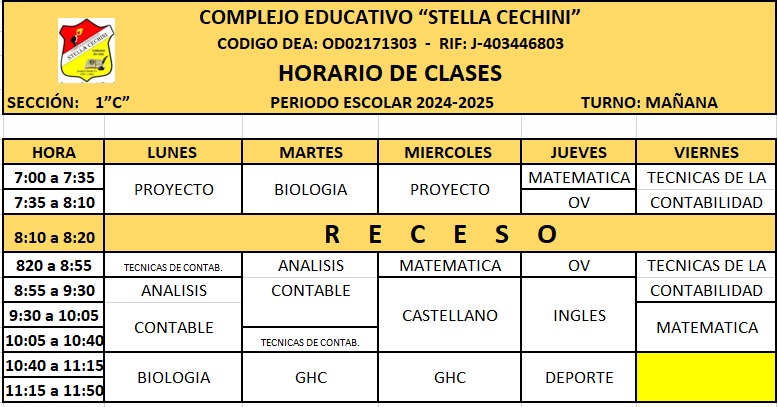 COMPLEJO EDUCATIVO “STELLA CECHINI”
CODIGO DEA: OD02171303 - RIF: J-403446803
HORARIO DE CLASES
SECCIÓN: 1”C” PERIODO ESCOLAR 2024-2025 TURNO: MAÑANA
STELLA CECHINI
HORA LUNES MARTES MIERCOLES JUEVES VIERNES
7:00 a 7:35 PROYECTO BIOLOGIA PROYECTO MATEMATICA TECNICAS DE LA
7:35 a 8:10 OV CONTABILIDAD
8:10 a 8:20 R E C E S O
820 a 8:55 TECNICAS DE CONTAB. ANALISIS MATEMATICA OV TECNICAS DE LA
8:55 a 9:30 ANALISIS CONTABLE CONTABILIDAD
9:30 a 10:05 CONTABLE CASTELLANO INGLES MATEMATICA
10:05 a 10:40 TECNICAS DE CONTAB.
10:40 a 11:15 BIOLOGIA GHC GHC DEPORTE
11:15 a 11:50